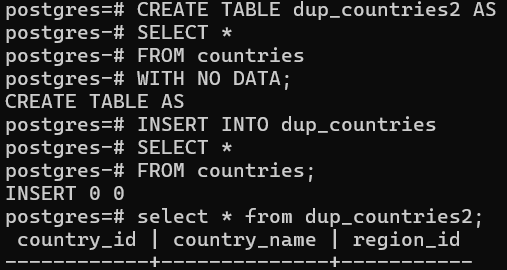 postgres=# CREATE TABLE dup_countries2 AS
postgres-# SELECT *
postgres-# FROM countries
postgres-# WITH NO DATA;
CREATE TABLE AS
postgres=# INSERT INTO dup_countries
postgres-# SELECT *
postgres-# FROM countries;
INSERT 0 0
postgres=# select * from dup_countries2;
 country_id | country_name | region_id
------------+--------------+-----------